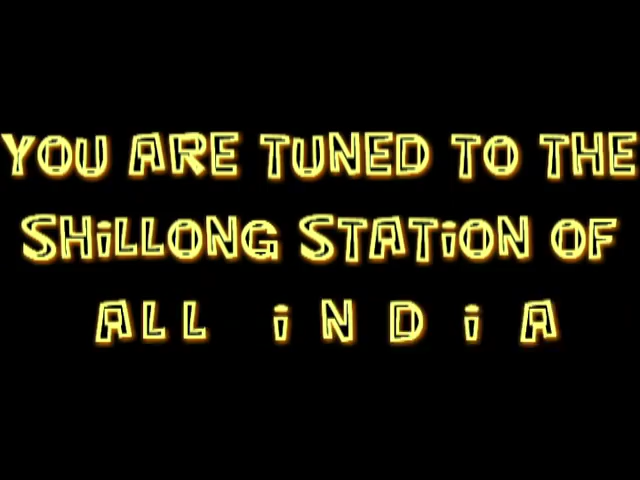 YOU ARE TUNED TO THE
SHiLLONG STATiON OF
ALL iNDiA